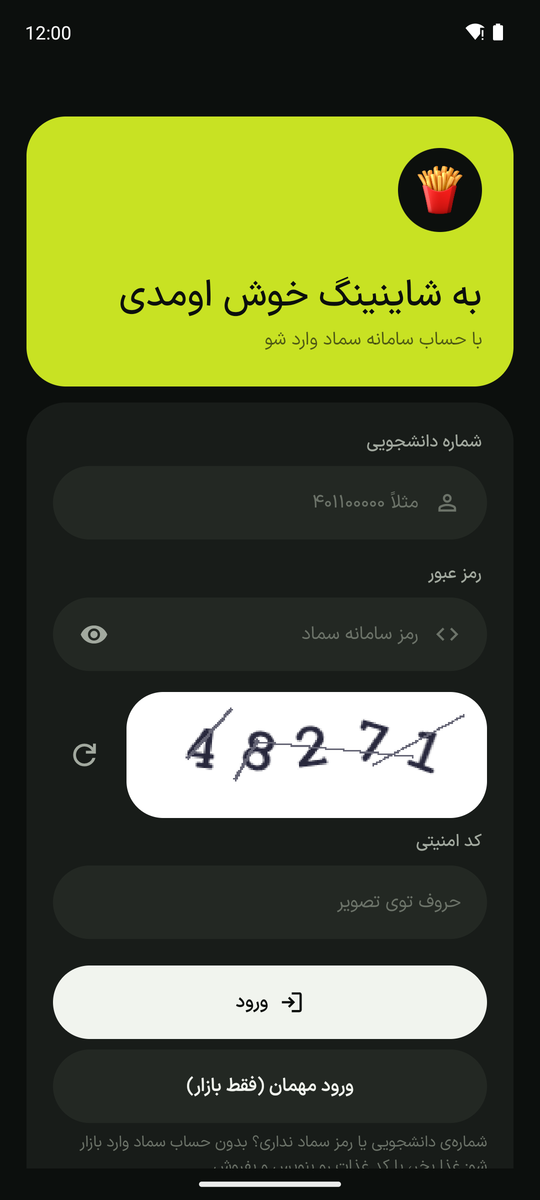 12:00
به شاینینگ خوش اومدی
با حساب سامانه سماد وارد شو
شماره دانشجویی
مثلاً ۴۰۱۱۰۰۰۰۰
رمز عبور
رمز سامانه سماد
48271
کد امنیتی
حروف توی تصویر
ورود
ورود مهمان (فقط بازار)
شماره‌ی دانشجویی یا رمز سماد نداری؟ بدون حساب سماد وارد بازار